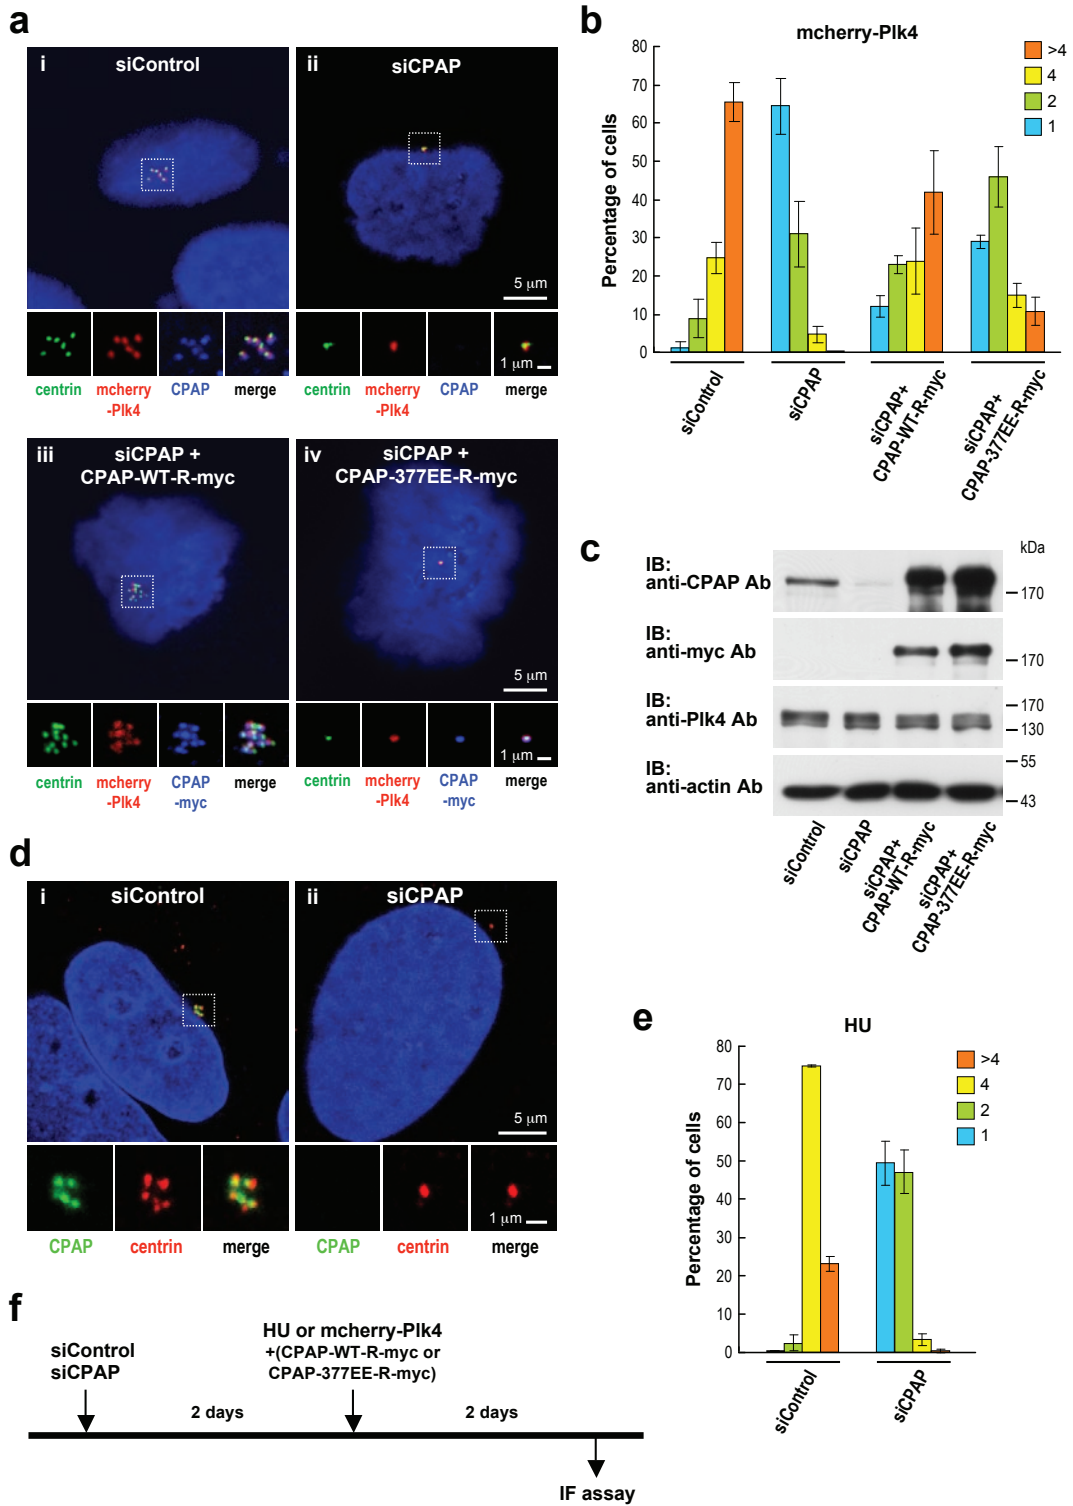 a
i
siControl
ii
siCPAP
5 μm
1 μm
centrin
mcherry
-Plk4
CPAP
merge
centrin
mcherry
-Plk4
CPAP
merge
iii
siCPAP +
CPAP-WT-R-myc
iv
siCPAP +
CPAP-377EE-R-myc
5 μm
1 μm
centrin
mcherry
-Plk4
CPAP
-myc
merge
centrin
mcherry
-Plk4
CPAP
-myc
merge
b
mcherry-Plk4
>4
4
2
1
Percentage of cells
80
70
60
50
40
30
20
10
0
siControl
siCPAP
siCPAP+
CPAP-WT-R-myc
siCPAP+
CPAP-377EE-R-myc
c
kDa
IB:
anti-CPAP Ab
170
IB:
anti-myc Ab
170
IB:
anti-Plk4 Ab
170
130
IB:
anti-actin Ab
55
43
siControl
siCPAP
siCPAP+
CPAP-WT-R-myc
siCPAP+
CPAP-377EE-R-myc
d
i
siControl
ii
siCPAP
5 μm
1 μm
CPAP
centrin
merge
CPAP
centrin
merge
e
HU
>4
4
2
1
Percentage of cells
80
70
60
50
40
30
20
10
0
siControl
siCPAP
f
siControl
siCPAP
HU or mcherry-Plk4
+(CPAP-WT-R-myc or
CPAP-377EE-R-myc)
2 days
2 days
IF assay